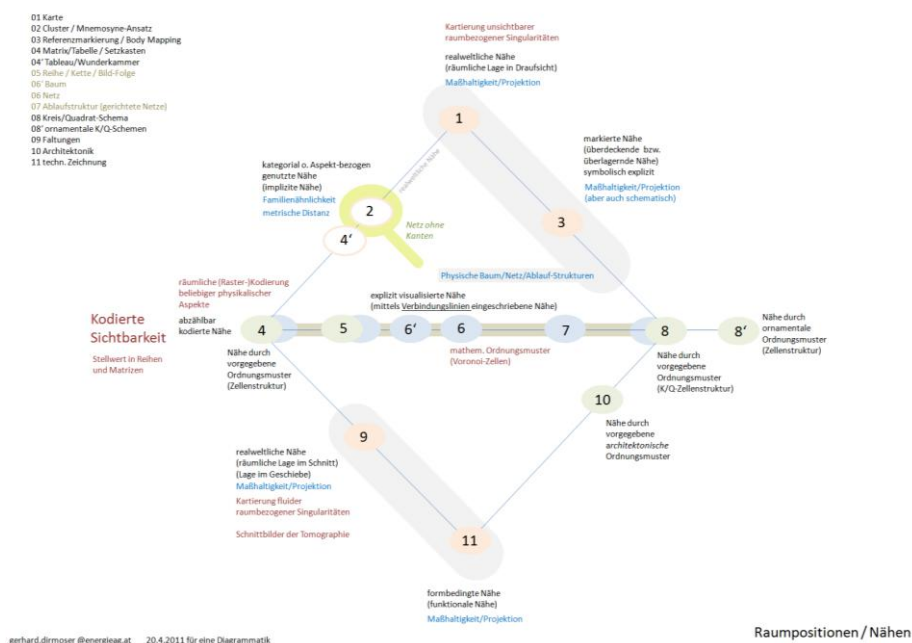 01 Karte
02 Cluster / Mnemosyne-Ansatz
03 Referenzmarkierung / Body Mapping
04 Matrix/Tabelle / Setzkasten
04' Tableau/Wunderkammer
05 Reihe / Kette / Bild-Folge
06' Baum
06 Netz
07 Ablaufstruktur (gerichtete Netze)
08 Kreis/Quadrat-Schema
08' ornamentale K/Q-Schemen
09 Faltungen
10 Architektonik
11 techn. Zeichnung
Kartierung unsichtbarer
raumbezogener Singularitäten
realweltliche Nähe
(räumliche Lage in Draufsicht)
Maßhaltigkeit/Projektion
1
realweltliche Nähe
markierte Nähe
(überdeckende bzw.
überlagernde Nähe)
symbolisch explizit
Maßhaltigkeit/Projektion
(aber auch schematisch)
3
kategorial o. Aspekt-bezogen
genutzte Nähe
(implizite Nähe)
Familienähnlichkeit
metrische Distanz
2
4'
Netz ohne
Kanten
Physische Baum/Netz/Ablauf-Strukturen
räumliche (Raster-)Kodierung
beliebiger physikalischer
Aspekte
explizit visualisierte Nähe
(mittels Verbindungslinien eingeschriebene Nähe)
Kodierte
Sichtbarkeit
abzählbar
kodierte Nähe
Stellwert in Reihen
und Matrizen
4
5
6'
6
7
8
8'
Nähe durch
ornamentale
Ordnungsmuster
(Zellenstruktur)
Nähe durch
vorgegebene
Ordnungsmuster
(Zellenstruktur)
mathem. Ordnungsmuster
(Voronoi-Zellen)
Nähe durch
vorgegebene
Ordnungsmuster
(K/Q-Zellenstruktur)
10
Nähe durch
vorgegebene
architektonische
Ordnungsmuster
9
realweltliche Nähe
(räumliche Lage im Schnitt)
(Lage im Geschiebe)
Maßhaltigkeit/Projektion
Kartierung fluider
raumbezogener Singularitäten
Schnittbilder der Tomographie
11
formbedingte Nähe
(funktionale Nähe)
Maßhaltigkeit/Projektion
gerhard.dirmoser @energieag.at 20.4.2011 für eine Diagrammatik
Raumpositionen / Nähen